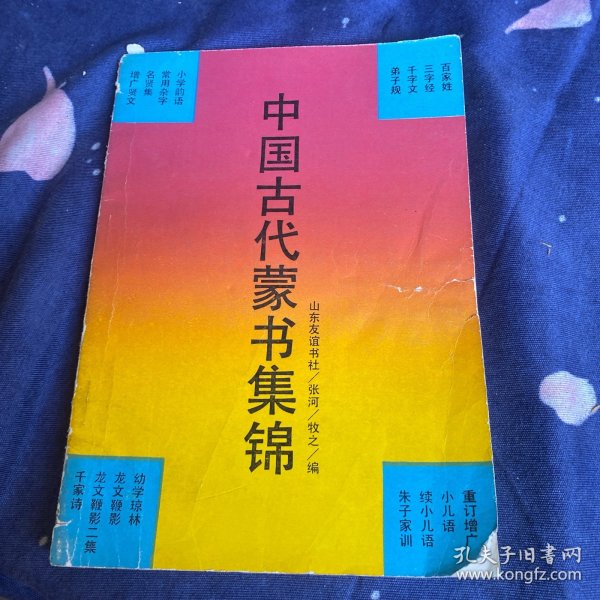 百家姓
三字经
千字文
弟子规
小学韵语
常用杂字
名贤集
增广贤文
中国古代蒙书集锦
山东友谊书社/张河/牧之/编
幼学琼林
龙文鞭影
龙文鞭影二集
千家诗
重订增广
小儿语
续小儿语
朱子家训
孔夫子旧书网
www.kongfz.com